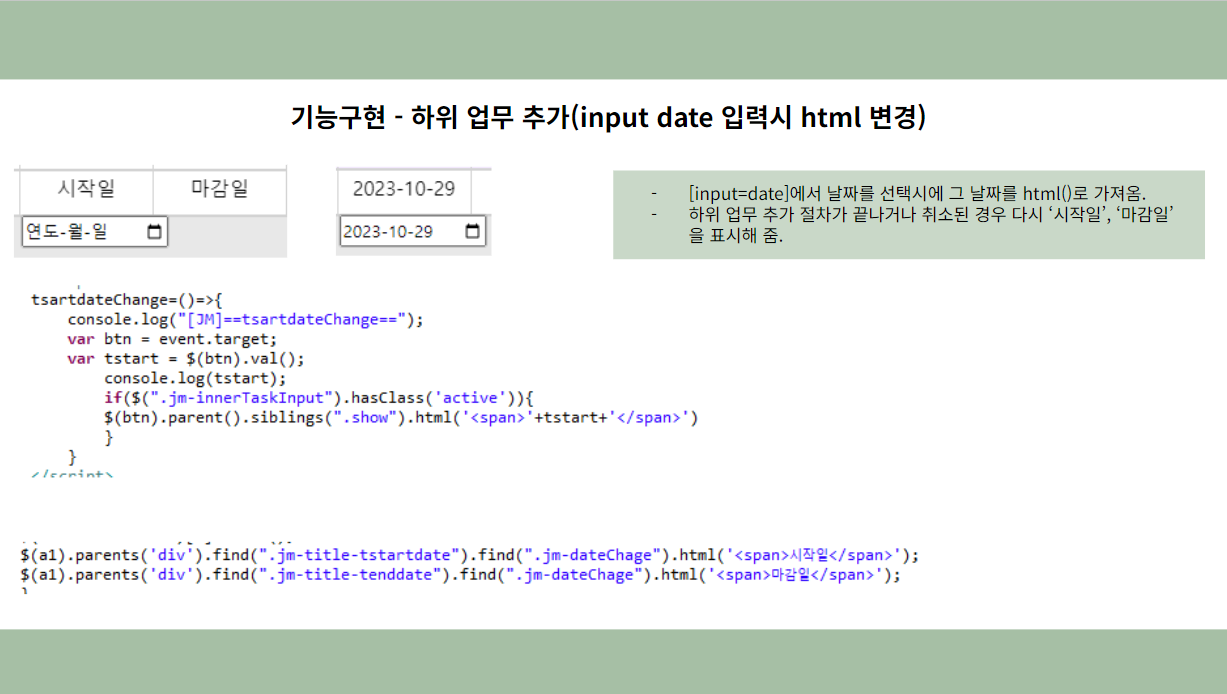 기능구현 - 하위 업무 추가(input date 입력시 html 변경)
시작일 마감일
연도-월-일
2023-10-29
2023-10-29
- [input=date]에서 날짜를 선택시에 그 날짜를 html()로 가져옴.
- 하위 업무 추가 절차가 끝나거나 취소된 경우 다시 ‘시작일’, ‘마감일’
을 표시해 줌.
tsartdateChange=()=>{
console.log("[JM]==tsartdateChange==");
var btn = event.target;
var tstart = $(btn).val();
console.log(tstart);
if($(".jm-innerTaskInput").hasClass('active')){
$(btn).parent().siblings(".show").html('<span>'+tstart+'</span>')
}
}
</script>
$(a1).parents('div').find(".jm-title-tstartdate").find(".jm-dateChage").html('<span>시작일</span>');
$(a1).parents('div').find(".jm-title-tenddate").find(".jm-dateChage").html('<span>마감일</span>');